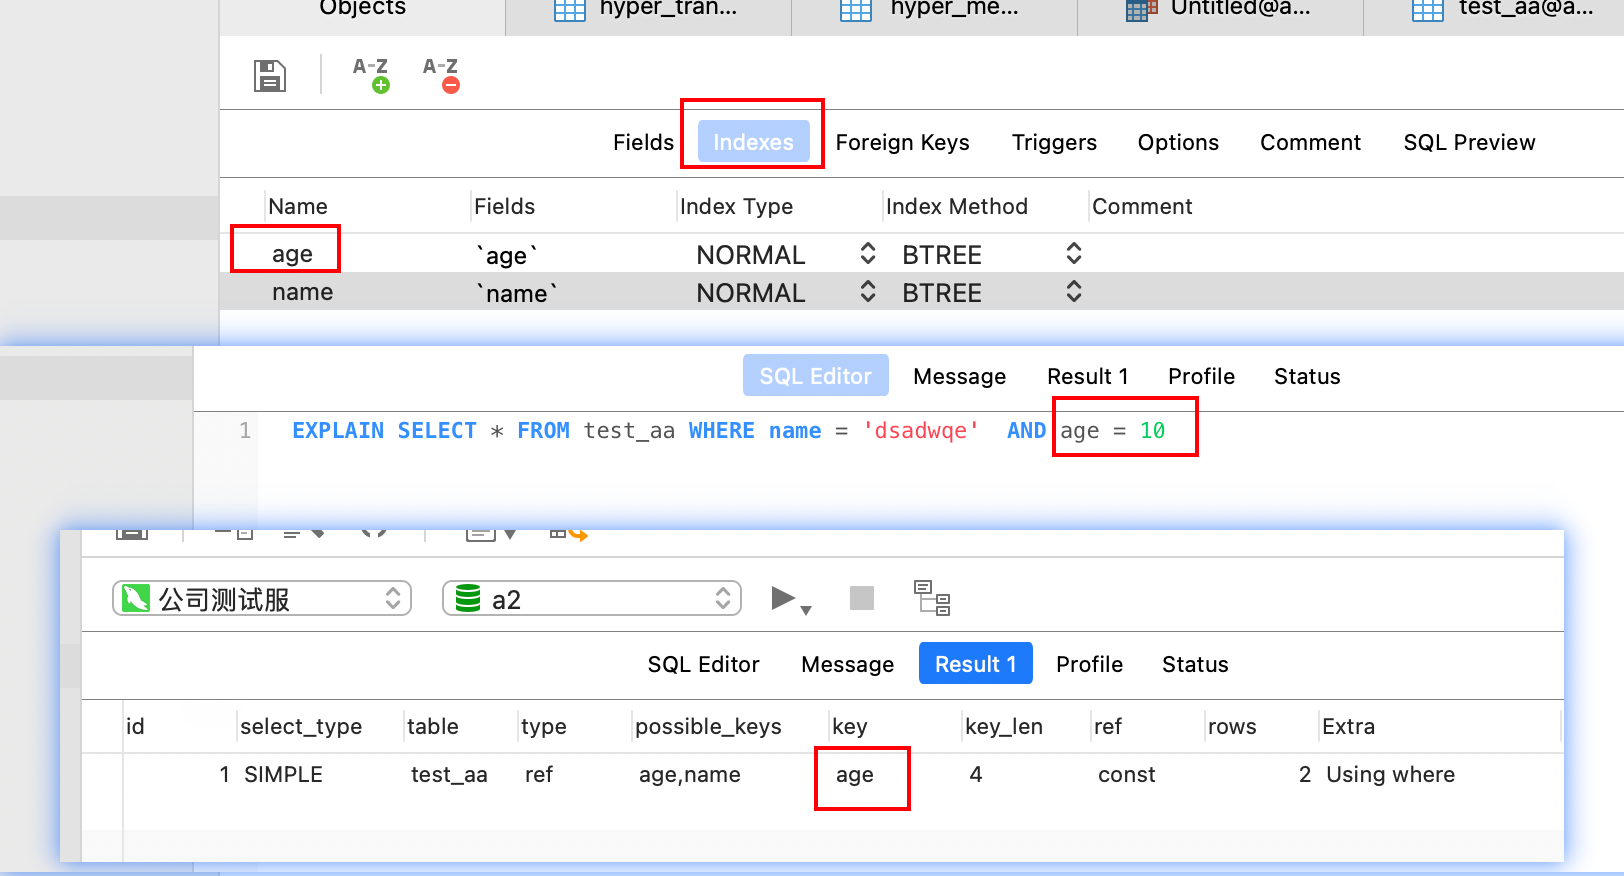 Objects hyper_tran... hyper_me... Untitled@a... test_aa@a...
A-Z A-Z
Fields Indexes Foreign Keys Triggers Options Comment SQL Preview
Name Fields Index Type Index Method Comment
age `age` NORMAL BTREE
name `name` NORMAL BTREE
SQL Editor Message Result 1 Profile Status
1 EXPLAIN SELECT * FROM test_aa WHERE name = 'dsadwqe' AND age = 10
公司测试服 a2
SQL Editor Message Result 1 Profile Status
id select_type table type possible_keys key key_len ref rows Extra
1 SIMPLE test_aa ref age,name age 4 const 2 Using where